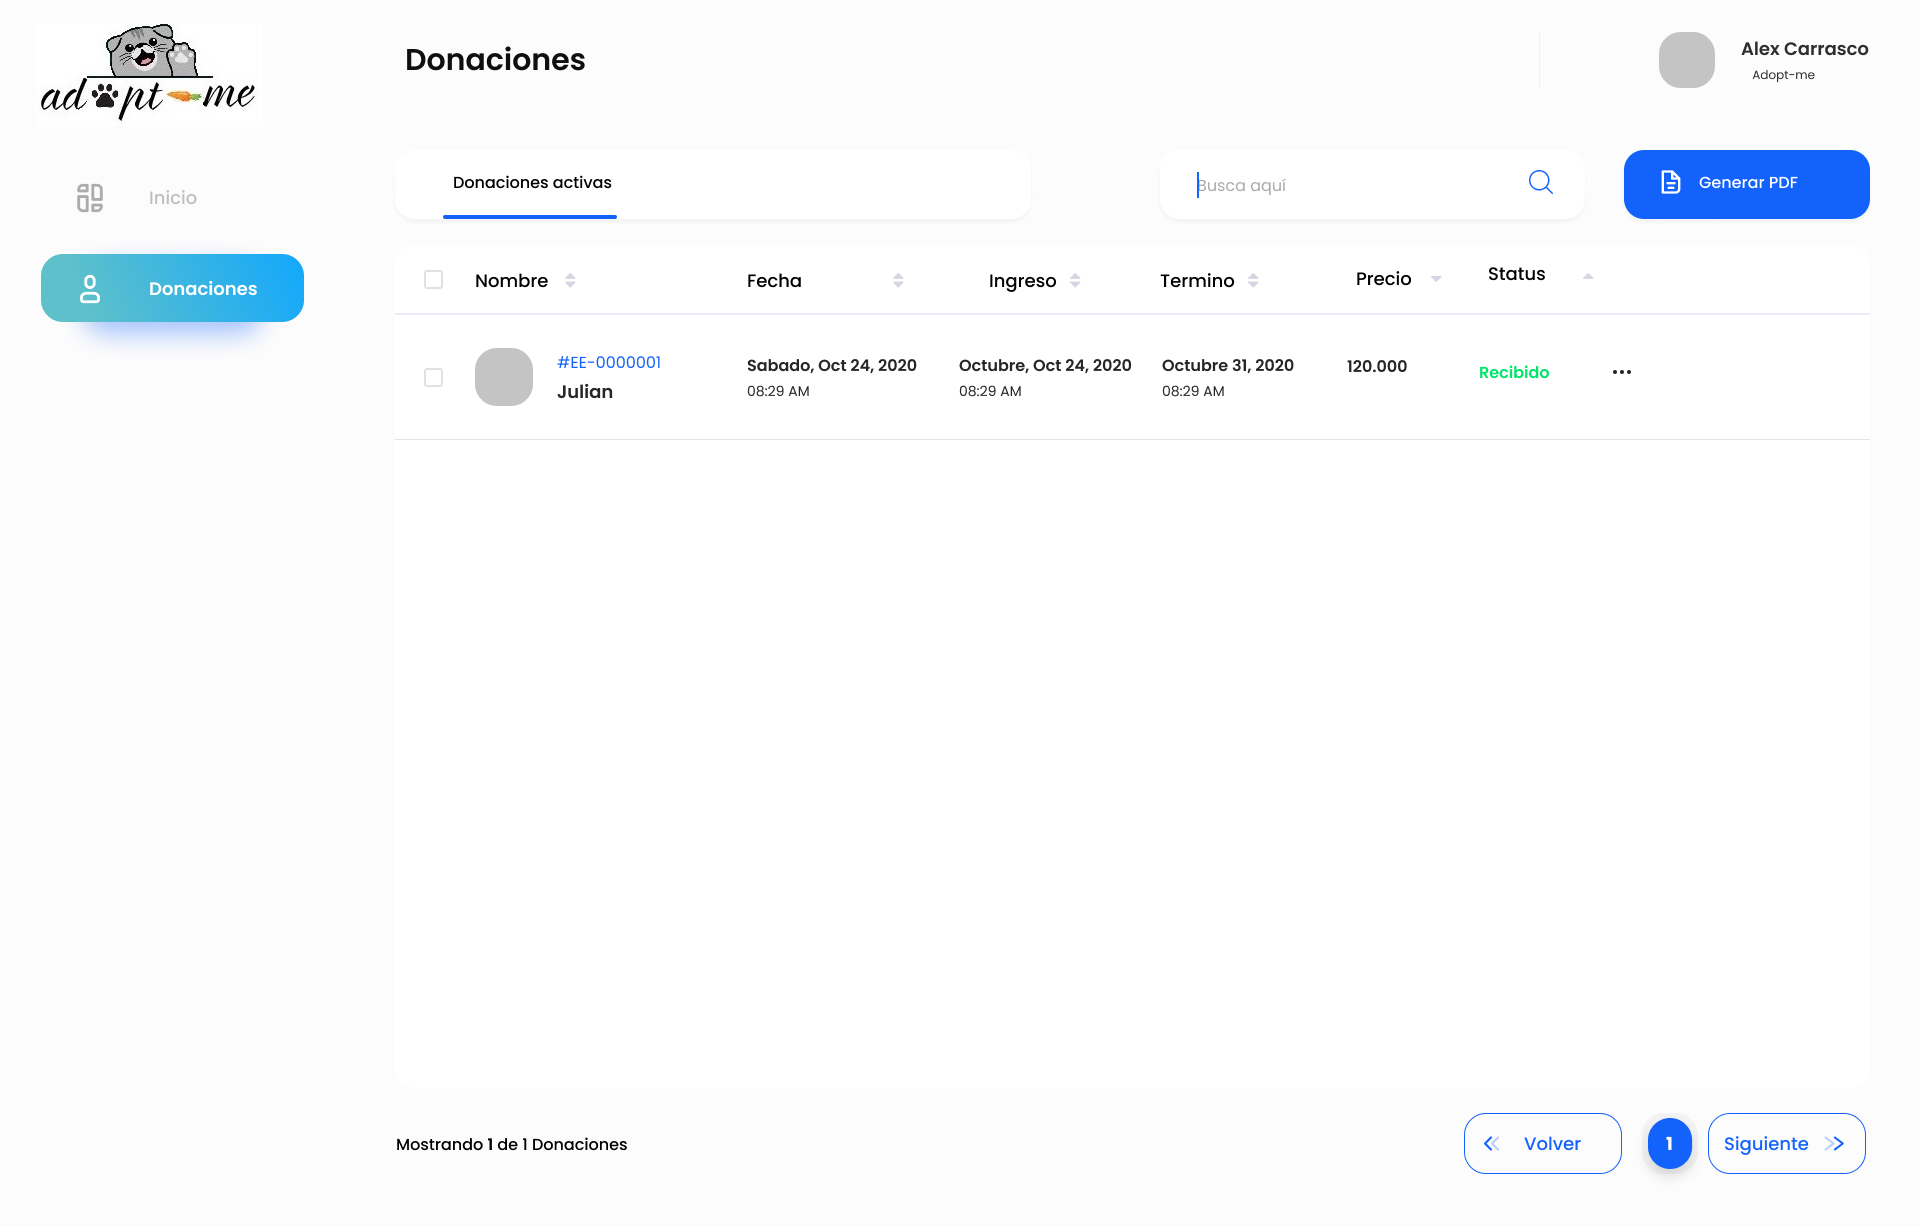 adopt-me
Donaciones
Alex Carrasco
Adopt-me
Inicio
Donaciones
Donaciones activas
Busca aquí
Generar PDF
Nombre
Fecha
Ingreso
Termino
Precio
Status
#EE-0000001
Julian
Sabado, Oct 24, 2020
08:29 AM
Octubre, Oct 24, 2020
08:29 AM
Octubre 31, 2020
08:29 AM
120.000
Recibido
Mostrando 1 de 1 Donaciones
Volver
1
Siguiente